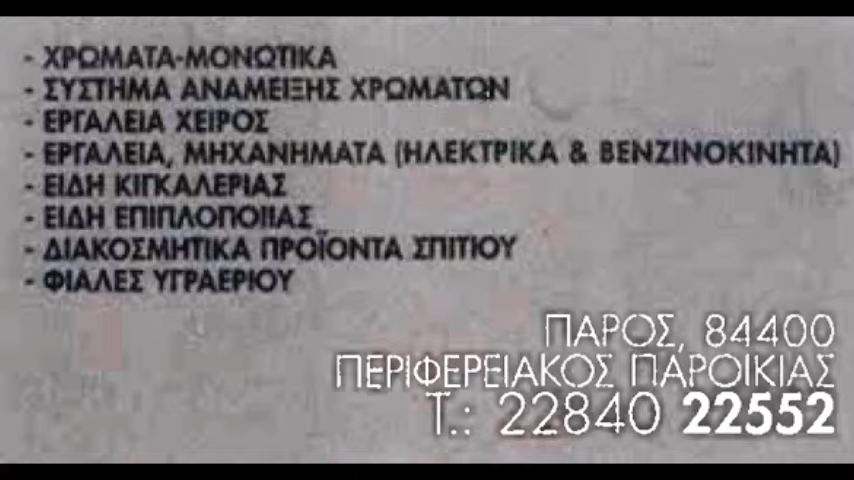 - ΧΡΩΜΑΤΑ-ΜΟΝΩΤΙΚΑ
- ΣΥΣΤΗΜΑ ΑΝΑΜΕΙΞΗΣ ΧΡΩΜΑΤΩΝ
- ΕΡΓΑΛΕΙΑ ΧΕΙΡΟΣ
- ΕΡΓΑΛΕΙΑ, ΜΗΧΑΝΗΜΑΤΑ (ΗΛΕΚΤΡΙΚΑ & ΒΕΝΖΙΝΟΚΙΝΗΤΑ)
- ΕΙΔΗ ΚΙΓΚΑΛΕΡΙΑΣ
- ΕΙΔΗ ΕΠΙΠΛΟΠΟΙΙΑΣ
- ΔΙΑΚΟΣΜΗΤΙΚΑ ΠΡΟΪΟΝΤΑ ΣΠΙΤΙΟΥ
- ΦΙΑΛΕΣ ΥΓΡΑΕΡΙΟΥ
ΠΑΡΟΣ, 84400
ΠΕΡΙΦΕΡΕΙΑΚΟΣ ΠΑΡΟΙΚΙΑΣ
Τ.: 22840 22552